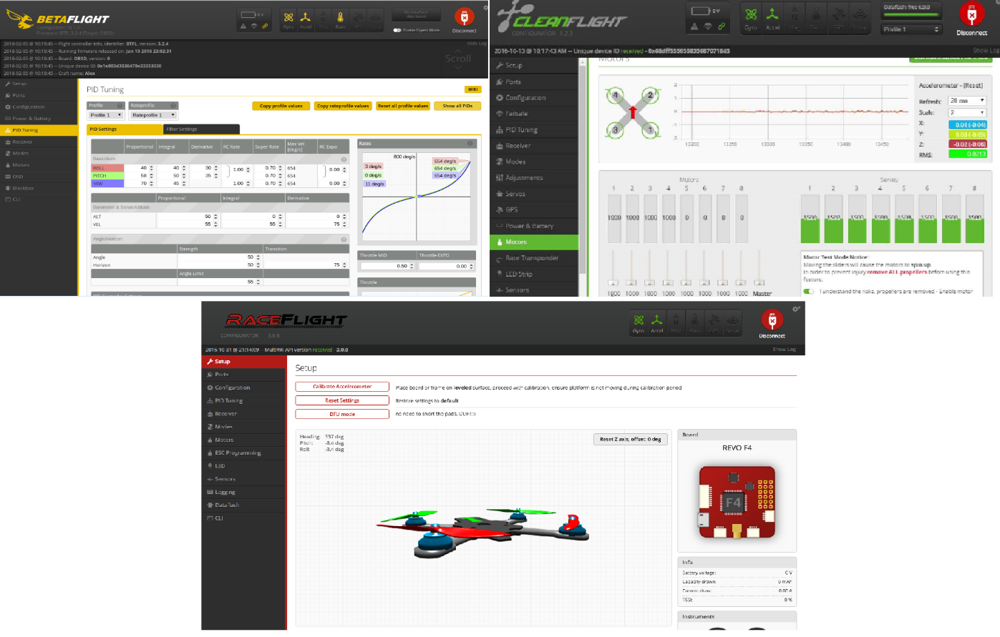 BETAFLIGHT
0 V
Gyro Accel Baro
Enable Expert Mode
Disconnect
2018-02-05 @ 10:19:45 -- Flight controller info, identifier: BTFL, version: 3.2.4
2018-02-05 @ 10:19:45 -- Running firmware released on: Jan 10 2018 23:02:31
2018-02-05 @ 10:19:45 -- Board: OBSD, version: 0
2018-02-05 @ 10:19:45 -- Unique device ID: 0x1e003d3536470e33353030
2018-02-05 @ 10:19:45 -- Craft name: Alex
Hide Log
Scroll
Setup
Ports
Configuration
Power & Battery
PID Tuning
Receiver
Modes
Motors
OSD
Blackbox
CLI
PID Tuning
WIKI
Profile
Rateprofile
Profile 1
Rateprofile 1
Copy profile values
Copy rateprofile values
Reset all profile values
Show all PIDs
PID Settings
Filter Settings
Proportional Integral Derivative RC Rate Super Rate Max Vel [deg/s] RC Expo
Basic/Acro
ROLL 40 40 30 1.00 0.70 654 0.00
PITCH 58 50 35 0.70 654
YAW 70 45 1.00 0.70 654 0.00
Proportional Integral Derivative
Barometer & Sonar/Altitude
ALT 50 0 0
VEL 55 55 75
Angle/Horizon
Strength Transition
Angle 50
Horizon 50 75
Angle Limit
55
PID Controller Settings
Rates
800 deg/s
3 deg/s
0 deg/s
11 deg/s
654 deg/s
654 deg/s
654 deg/s
Throttle MID Throttle EXPO
0.50 0.00
Throttle
CLEANFLIGHT
CONFIGURATOR 1.2.3
0 V
Gyro Accel
Dataflash: free 62KB
Profile 1
Disconnect
2016-10-13 @ 10:17:43 AM -- Unique device ID received - 0x66dff555055835087071845
Show Log
Setup
Ports
Configuration
Failsafe
PID Tuning
Receiver
Modes
Adjustments
Servos
GPS
Power & Battery
Motors
Race Transponder
LED Strip
Sensors
Motors
4 2
3 1
2
1
0
-1
-3
13200 13250 13300 13350 13400 13450
Accelerometer - [Reset]
Refresh: 20 ms
Scale: 2
X: 0.01 (-0.04)
Y: 0.03 (-0.05)
Z: -0.02 (-0.08)
RMS: 0.0213
Motors
1 2 3 4 5 6 7 8
1000 1000 1000 1000 0 0 0 0
1000 1000 1000 1000 1000 1000 1000 1000 Master
Servos
1 2 3 4 5 6 7 8
1500 1500 1500 1500 1500 1500 1500 1500
Motor Test Mode Notice:
Moving the sliders will cause the motors to spin up.
In order to prevent injury remove ALL propellers before using this
feature.
I understand the risks, propellers are removed - Enable motor
RACEFLIGHT
CONFIGURATOR 3.5.5
Gyro Accel Mag Baro GPS Sonar
Disconnect
2016-10-31 @ 21:14:09 -- MultiWii API version received - 2.0.0
Show Log
Setup
Ports
Configuration
PID Tuning
Receiver
Modes
Motors
ESC Programming
LED
Sensors
Logging
Dataflash
CLI
Setup
Calibrate Accelerometer
Place board or frame on leveled surface, proceed with calibration, ensure platform is not moving during calibration period
Reset Settings
Restore settings to default
DFU mode
no need to short the pads, DUH! :)
Heading: 337 deg
Pitch: -8.4 deg
Roll: -3.4 deg
Reset Z axis, offset: 0 deg
Board
REVO F4
F4
Info
Battery voltage: 0 V
Capacity drawn: 0 mAh
Current draw: 0.00 A
RSSI: 0 %
Instruments